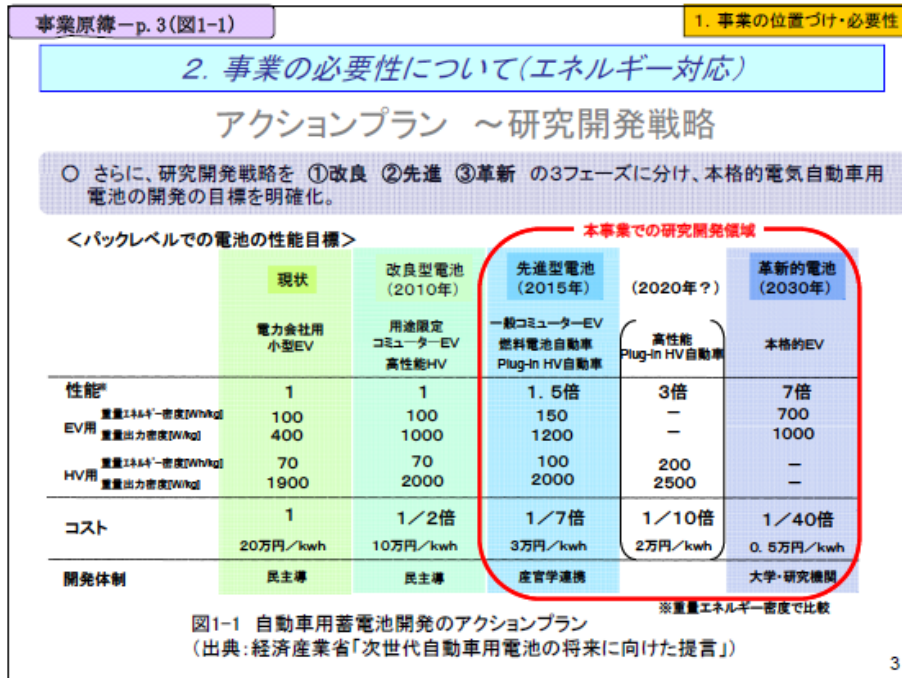 事業原簿－p.3(図1-1)
1. 事業の位置づけ・必要性
2. 事業の必要性について(エネルギー対応)
アクションプラン ～研究開発戦略
○ さらに、研究開発戦略を ①改良 ②先進 ③革新 の3フェーズに分け、本格的電気自動車用
電池の開発の目標を明確化。
＜パックレベルでの電池の性能目標＞
本事業での研究開発領域
現状 改良型電池 先進型電池 革新的電池
(2010年) (2015年) (2020年？) (2030年)
電力会社用 用途限定 一般コミューターEV 高性能 本格的EV
小型EV コミューターEV 燃料電池自動車 Plug-in HV自動車
高性能HV Plug-in HV自動車
性能※ 1 1 1.5倍 3倍 7倍
EV用 重量エネルギー密度[Wh/kg] 100 100 150 － 700
重量出力密度[W/kg] 400 1000 1200 － 1000
HV用 重量エネルギー密度[Wh/kg] 70 70 100 200 －
重量出力密度[W/kg] 1900 2000 2000 2500 －
コスト 1 1／2倍 1／7倍 1／10倍 1／40倍
20万円／kwh 10万円／kwh 3万円／kwh 2万円／kwh 0.5万円／kwh
開発体制 民主導 民主導 産官学連携 大学・研究機関
※重量エネルギー密度で比較
図1-1 自動車用蓄電池開発のアクションプラン
(出典：経済産業省「次世代自動車用電池の将来に向けた提言」)
3